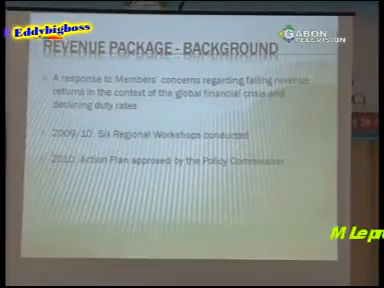 Eddybigboss
GABON
TELEVISION
REVENUE PACKAGE - BACKGROUND
A response to Members' concerns regarding falling revenue
returns in the context of the global financial crisis and
declining duty rates
2009/10: Six Regional Workshops conducted
2010: Action Plan approved by the Policy Commission
M Le pr